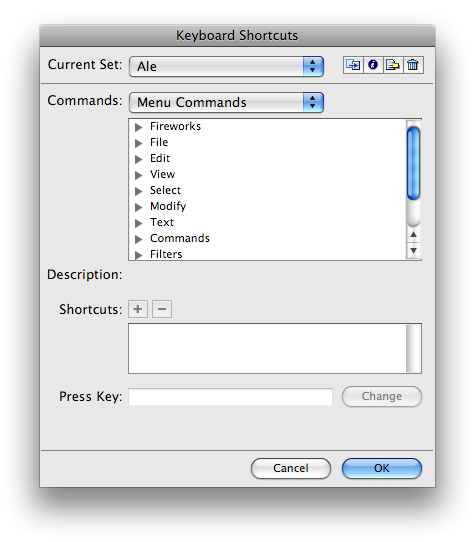 Keyboard Shortcuts
Current Set: Ale
Commands: Menu Commands
Fireworks
File
Edit
View
Select
Modify
Text
Commands
Filters
Description:
Shortcuts: + −
Press Key: Change
Cancel OK